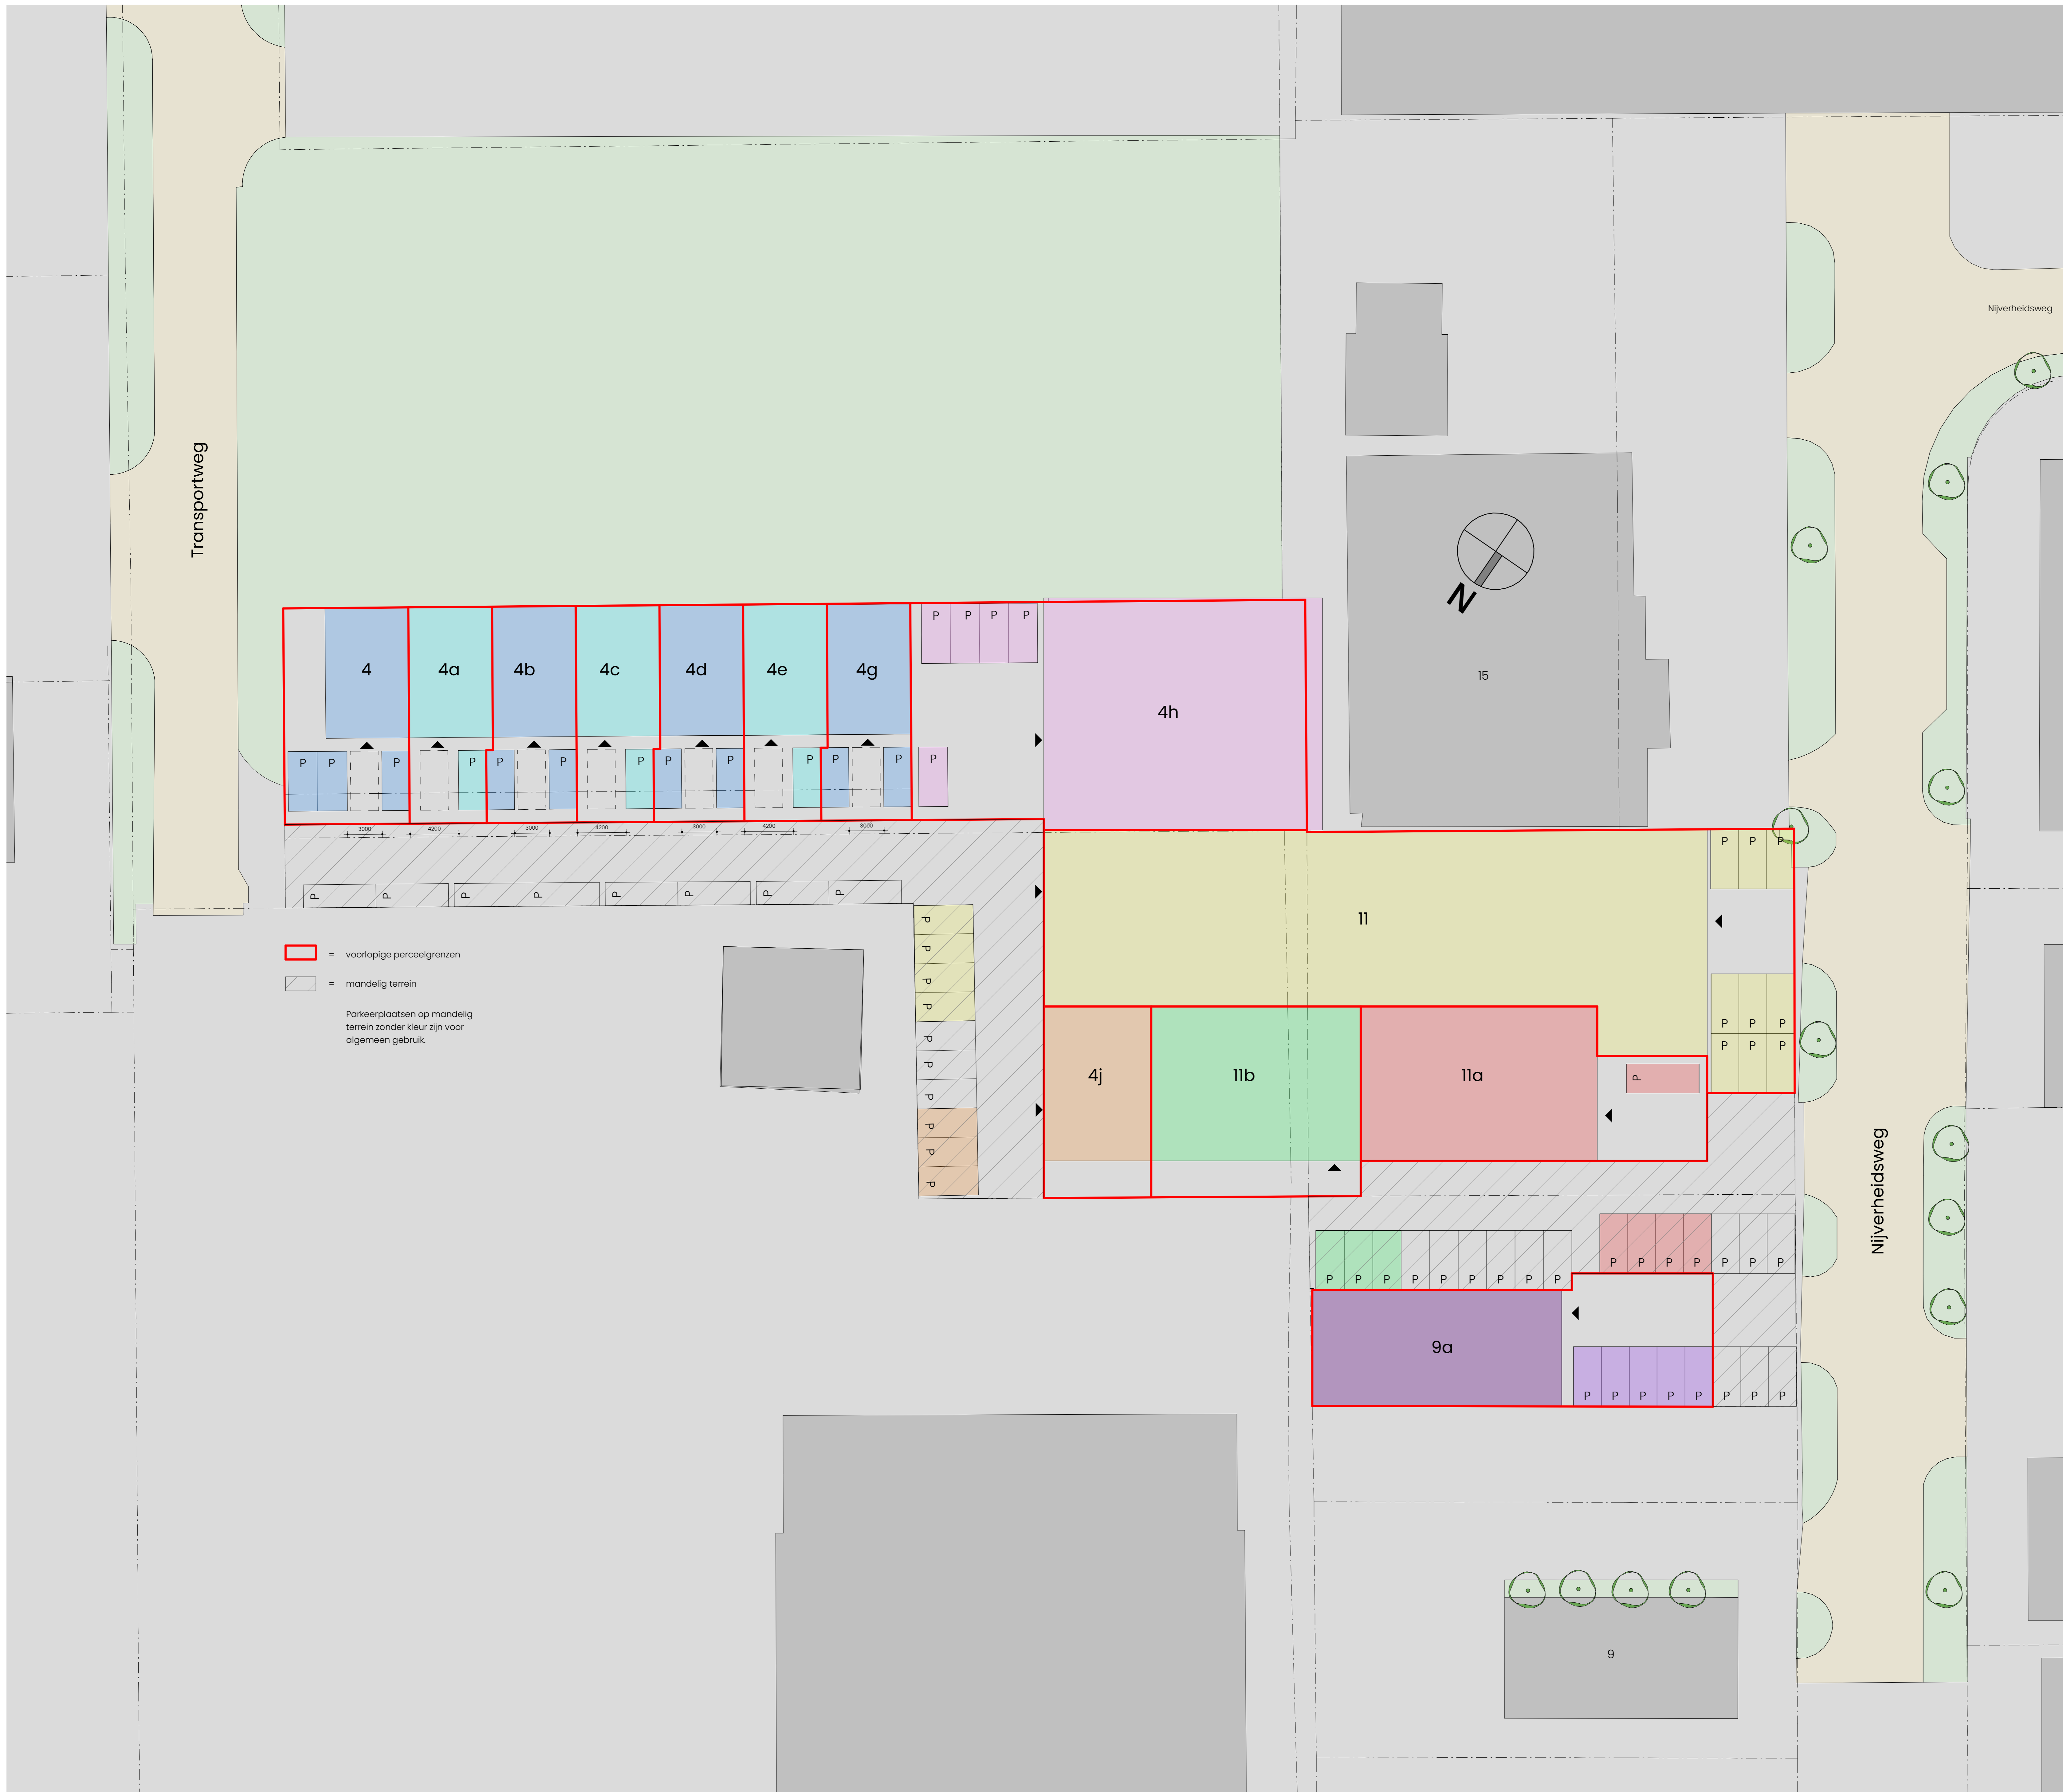 Nijverheidsweg
Transportweg
N
15
4
4a
4b
4c
4d
4e
4g
P P P P
4h
P P P P P P P P P P P P P
3000 4200 3000 4200 3000 4200 3000
P P P
P P P P P P P P
11
P
P
P
P
P
P
P
P
P
P
= voorlopige perceelgrenzen
= mandelig terrein
Parkeerplaatsen op mandelig
terrein zonder kleur zijn voor
algemeen gebruik.
P P P
P P P
4j
11b
11a
P
Nijverheidsweg
P P P P P P P
P P P P P P P P P
9a
P P P P P P P P
9